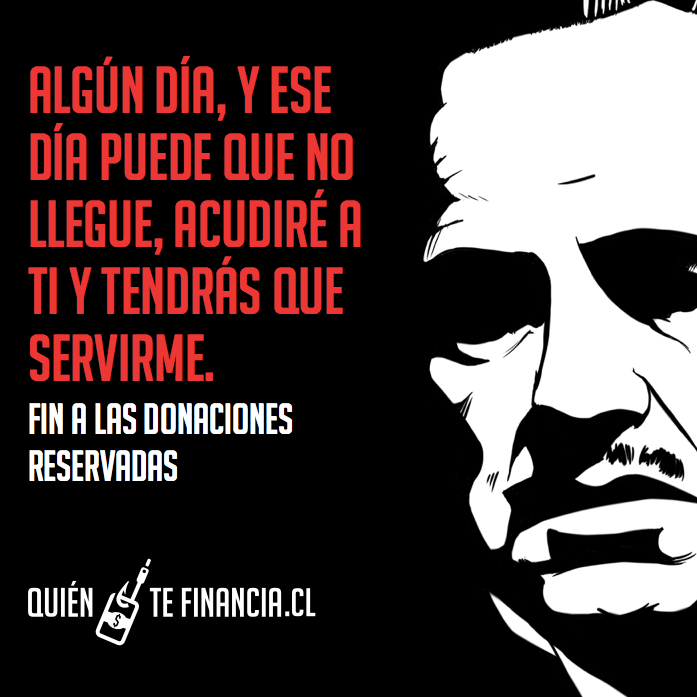 ALGÚN DÍA, Y ESE
DÍA PUEDE QUE NO
LLEGUE, ACUDIRÉ A
TI Y TENDRÁS QUE
SERVIRME.
FIN A LAS DONACIONES
RESERVADAS
QUIÉN $ TE FINANCIA.CL